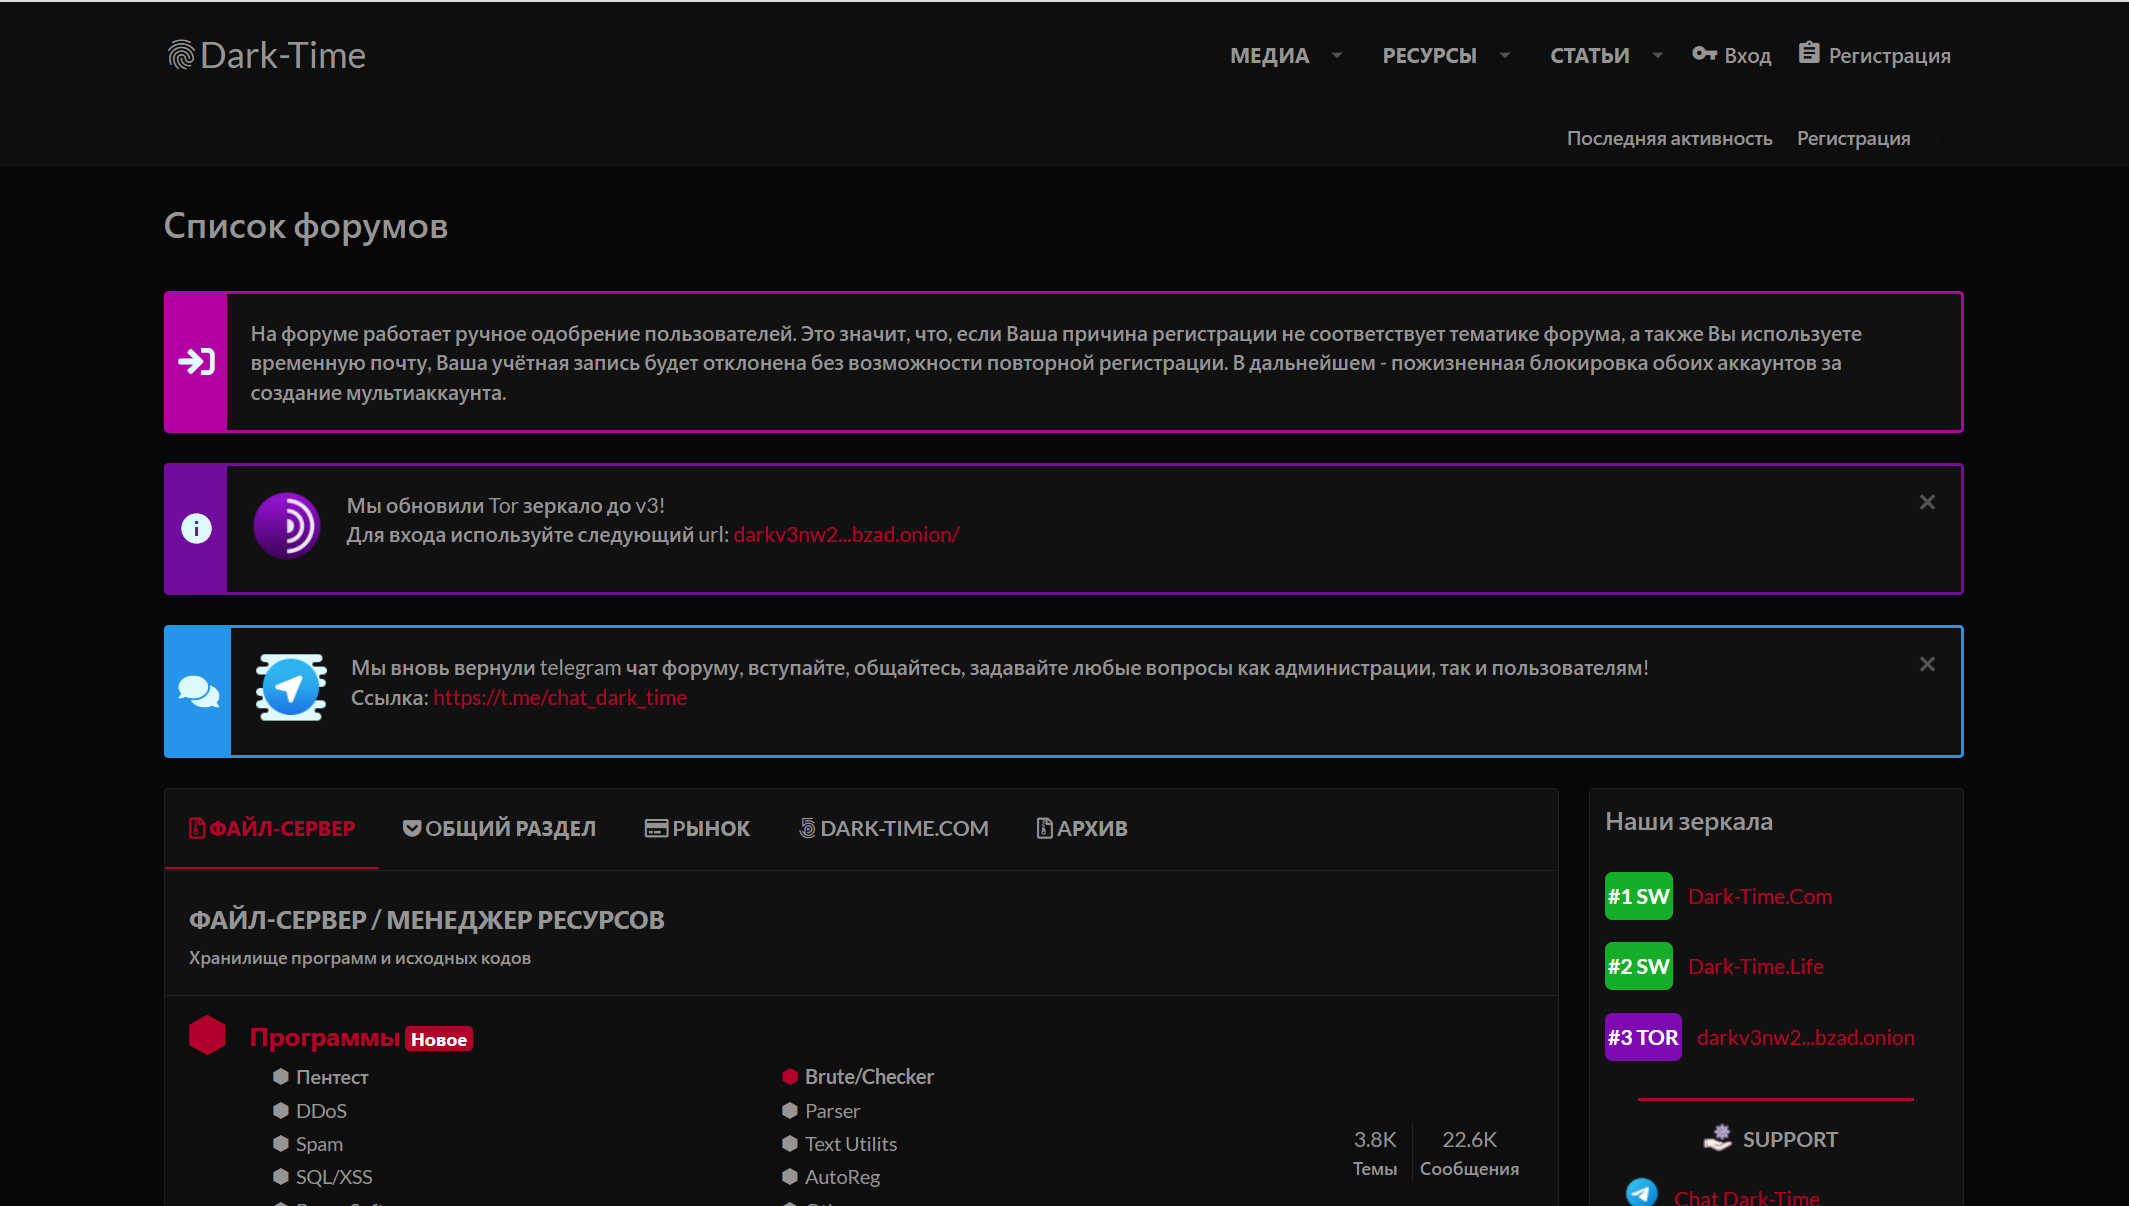 Dark-Time
МЕДИА
РЕСУРСЫ
СТАТЬИ
Вход
Регистрация
Последняя активность
Регистрация
Список форумов
На форуме работает ручное одобрение пользователей. Это значит, что, если Ваша причина регистрации не соответствует тематике форума, а также Вы используете
временную почту, Ваша учётная запись будет отклонена без возможности повторной регистрации. В дальнейшем - пожизненная блокировка обоих аккаунтов за
создание мультиаккаунта.
Мы обновили Tor зеркало до v3!
Для входа используйте следующий url: darkv3nw2...bzad.onion/
Мы вновь вернули telegram чат форуму, вступайте, общайтесь, задавайте любые вопросы как администрации, так и пользователям!
Ссылка: https://t.me/chat_dark_time
ФАЙЛ-СЕРВЕР
ОБЩИЙ РАЗДЕЛ
РЫНОК
DARK-TIME.COM
АРХИВ
ФАЙЛ-СЕРВЕР / МЕНЕДЖЕР РЕСУРСОВ
Хранилище программ и исходных кодов
Программы Новое
Пентест
DDoS
Spam
SQL/XSS
Brute/Checker
Parser
Text Utilits
AutoReg
3.8K
Темы
22.6K
Сообщения
Наши зеркала
#1 SW Dark-Time.Com
#2 SW Dark-Time.Life
#3 TOR darkv3nw2...bzad.onion
SUPPORT
Chat Dark-Time